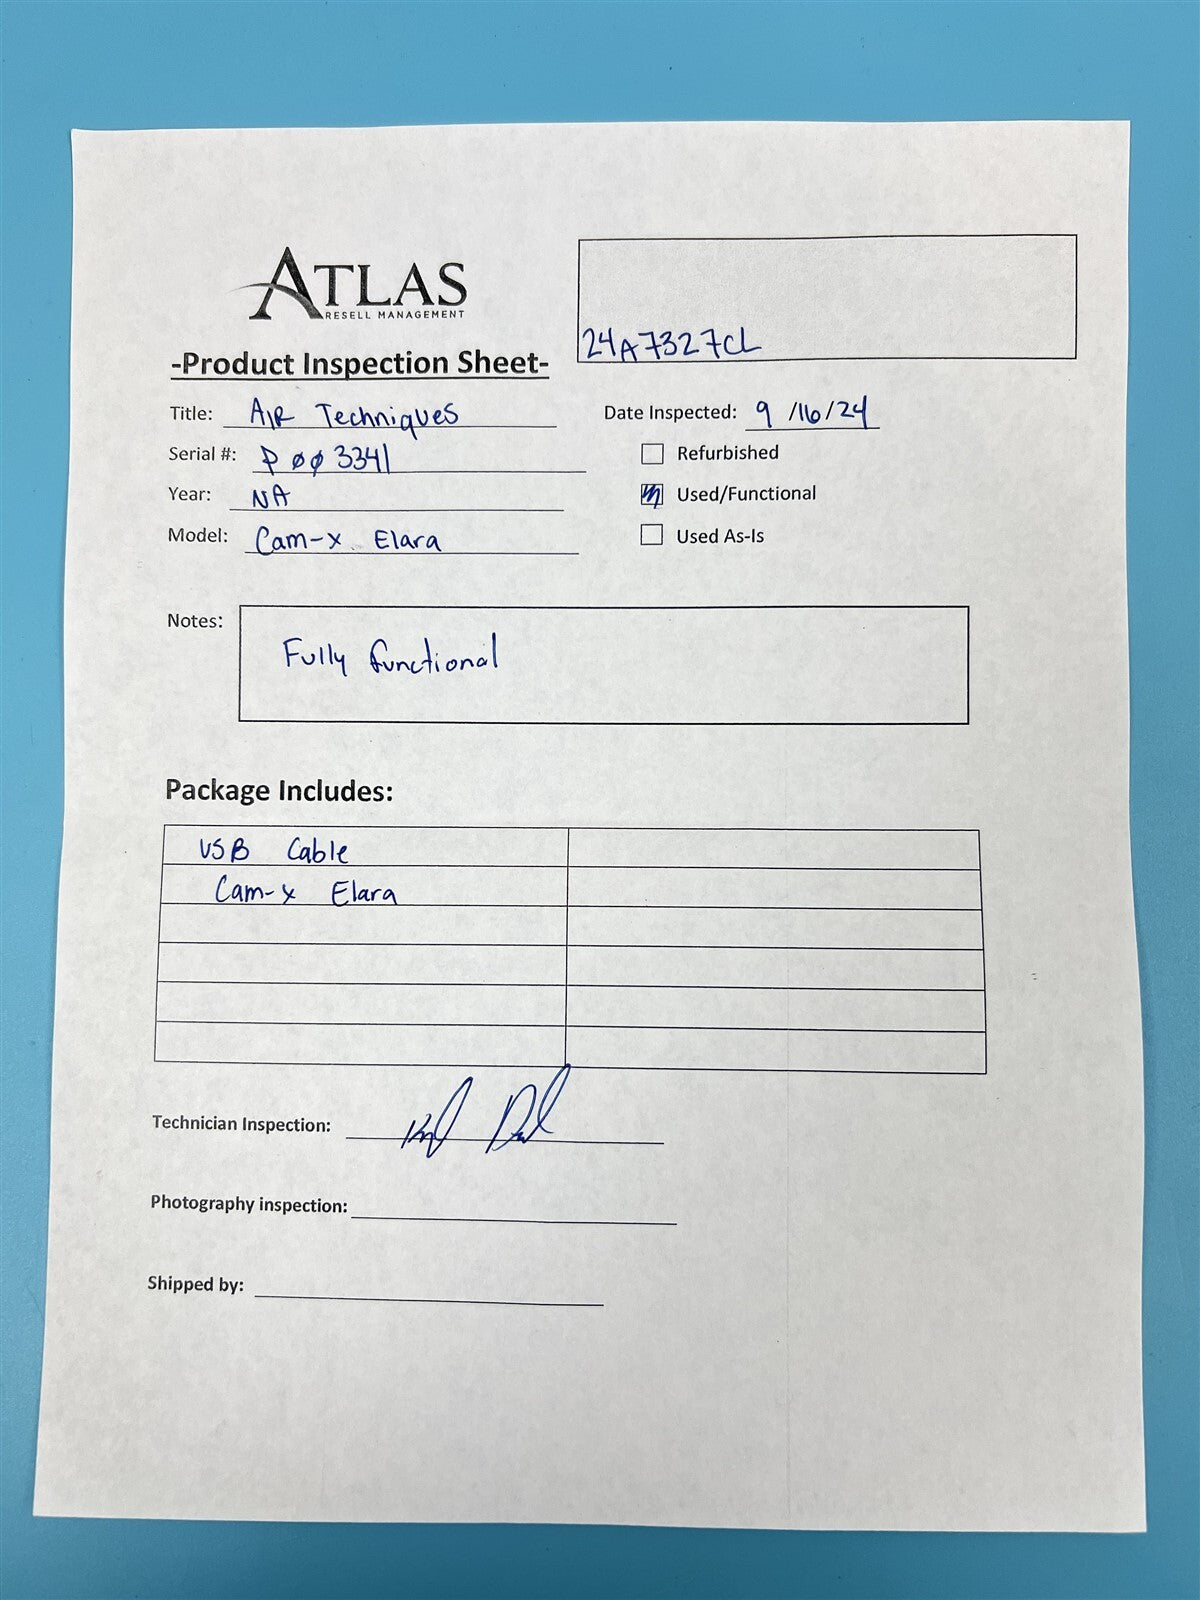 ATLAS
RESELL MANAGEMENT
24A7327CL
-Product Inspection Sheet-
Title: AIR Techniques
Date Inspected: 9/16/24
Serial #: P003341
Refurbished
Year: NA
Used/Functional
Model: Cam-x Elara
Used As-Is
Notes: Fully functional
Package Includes:
USB Cable
Cam-x Elara
Technician Inspection:
Photography inspection:
Shipped by: